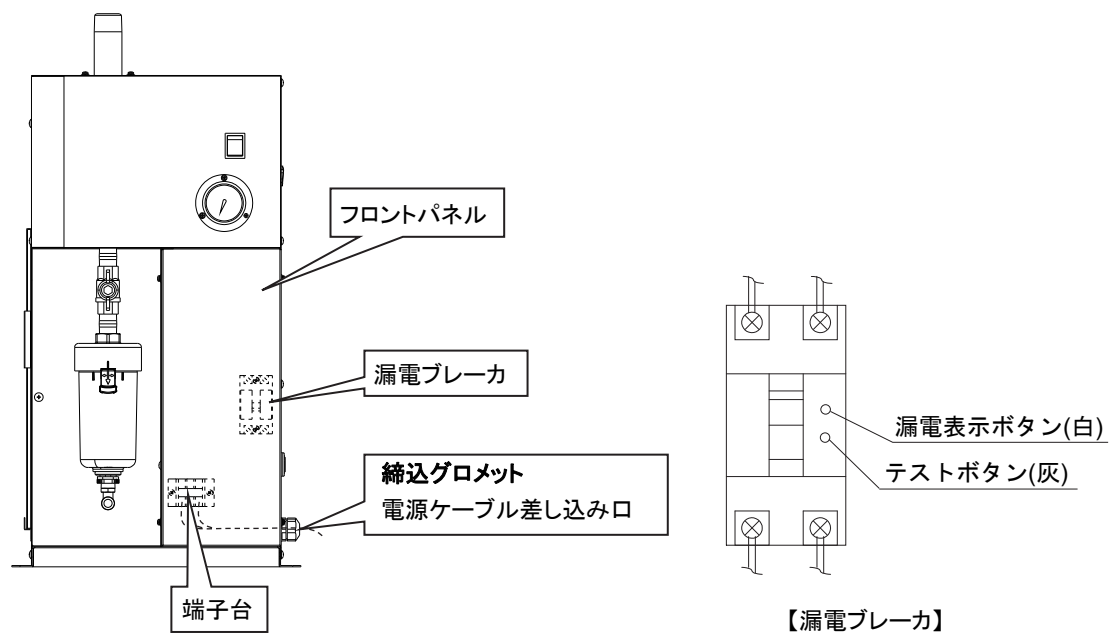 フロントパネル
漏電ブレーカ
締込グロメット
電源ケーブル差し込み口
端子台
漏電表示ボタン(白)
テストボタン(灰)
【漏電ブレーカ】